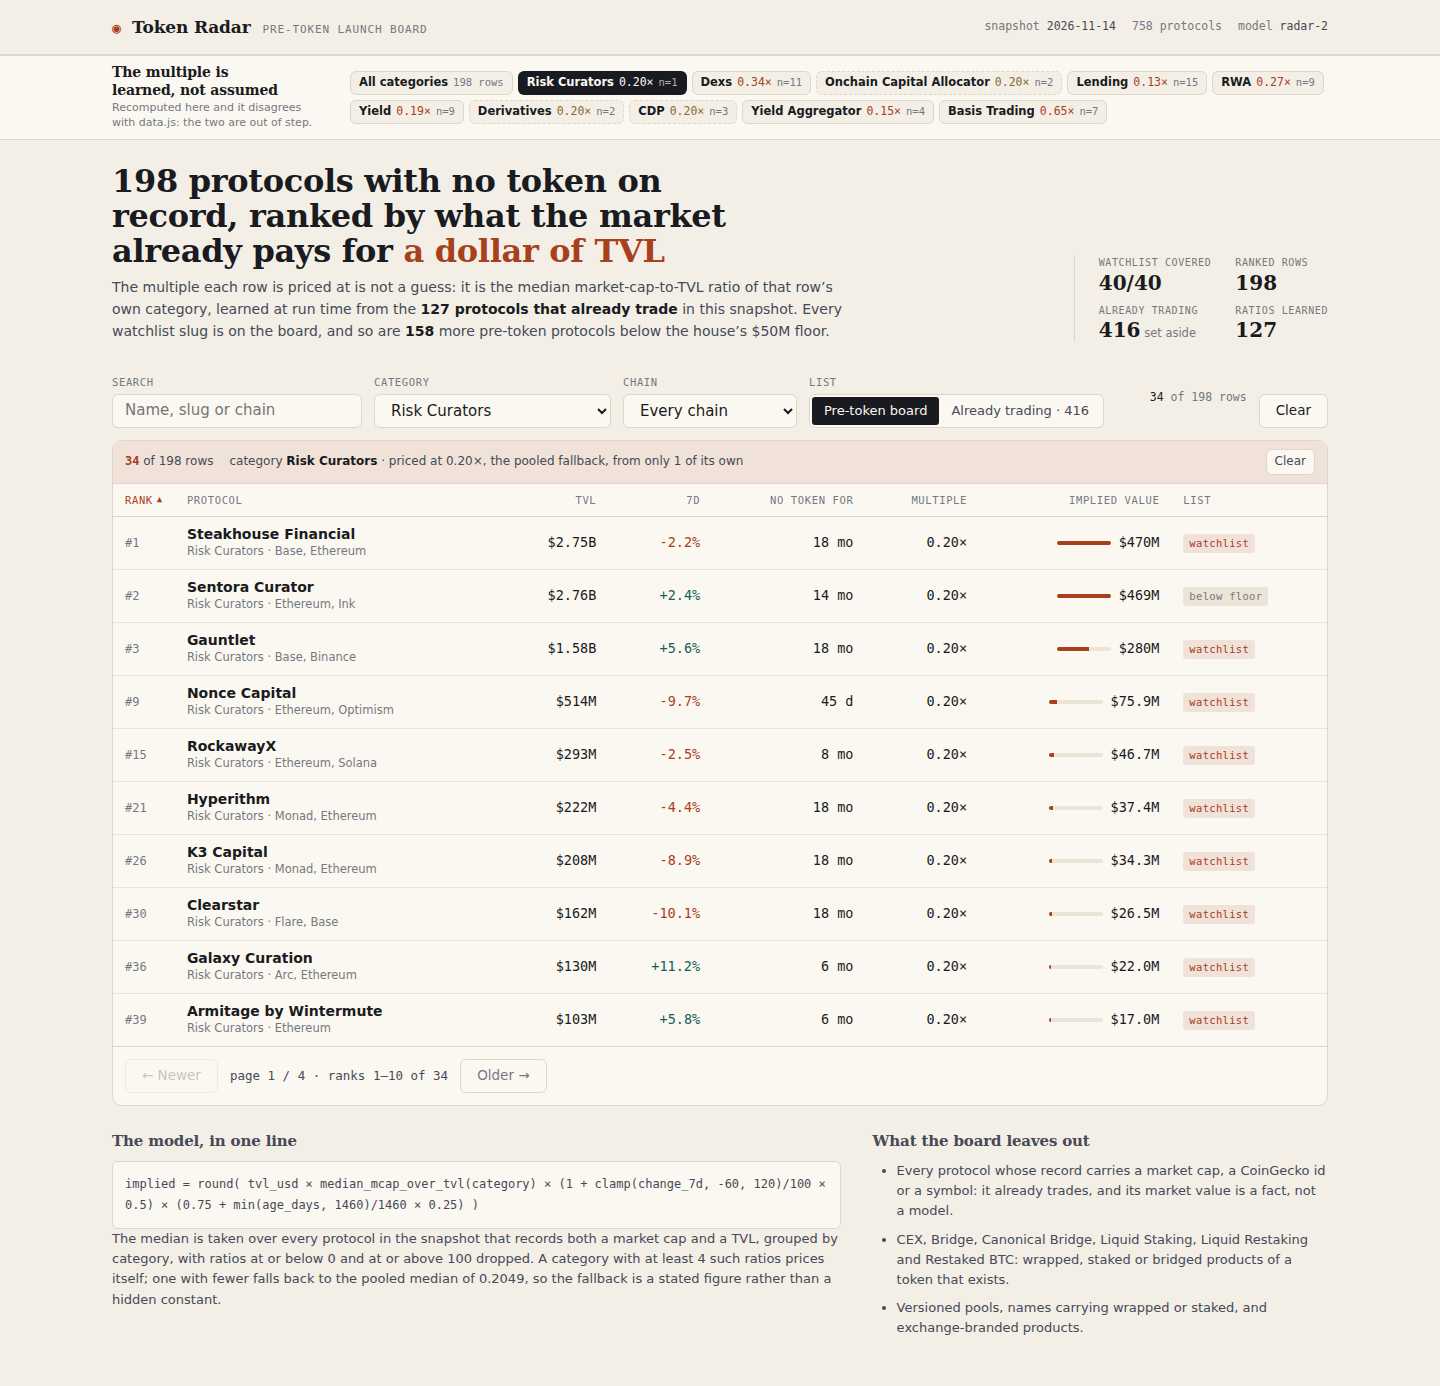 ◉ Token Radar PRE-TOKEN LAUNCH BOARD
snapshot 2026-11-14 758 protocols model radar-2
The multiple is
learned, not assumed
Recomputed here and it disagrees
with data.js: the two are out of step.
All categories 198 rows Risk Curators 0.20× n=1 Dexs 0.34× n=11 Onchain Capital Allocator 0.20× n=2 Lending 0.13× n=15 RWA 0.27× n=9
Yield 0.19× n=9 Derivatives 0.20× n=2 CDP 0.20× n=3 Yield Aggregator 0.15× n=4 Basis Trading 0.65× n=7
198 protocols with no token on
record, ranked by what the market
already pays for a dollar of TVL
The multiple each row is priced at is not a guess: it is the median market-cap-to-TVL ratio of that row's
own category, learned at run time from the 127 protocols that already trade in this snapshot. Every
watchlist slug is on the board, and so are 158 more pre-token protocols below the house's $50M floor.
WATCHLIST COVERED RANKED ROWS
40/40 198
ALREADY TRADING RATIOS LEARNED
416 set aside 127
SEARCH CATEGORY CHAIN LIST
Name, slug or chain Risk Curators Every chain Pre-token board Already trading · 416 34 of 198 rows Clear
34 of 198 rows category Risk Curators · priced at 0.20×, the pooled fallback, from only 1 of its own Clear
RANK ▲ PROTOCOL TVL 7D NO TOKEN FOR MULTIPLE IMPLIED VALUE LIST
#1 Steakhouse Financial $2.75B -2.2% 18 mo 0.20× $470M watchlist
Risk Curators · Base, Ethereum
#2 Sentora Curator $2.76B +2.4% 14 mo 0.20× $469M below floor
Risk Curators · Ethereum, Ink
#3 Gauntlet $1.58B +5.6% 18 mo 0.20× $280M watchlist
Risk Curators · Base, Binance
#9 Nonce Capital $514M -9.7% 45 d 0.20× $75.9M watchlist
Risk Curators · Ethereum, Optimism
#15 RockawayX $293M -2.5% 8 mo 0.20× $46.7M watchlist
Risk Curators · Ethereum, Solana
#21 Hyperithm $222M -4.4% 18 mo 0.20× $37.4M watchlist
Risk Curators · Monad, Ethereum
#26 K3 Capital $208M -8.9% 18 mo 0.20× $34.3M watchlist
Risk Curators · Monad, Ethereum
#30 Clearstar $162M -10.1% 18 mo 0.20× $26.5M watchlist
Risk Curators · Flare, Base
#36 Galaxy Curation $130M +11.2% 6 mo 0.20× $22.0M watchlist
Risk Curators · Arc, Ethereum
#39 Armitage by Wintermute $103M +5.8% 6 mo 0.20× $17.0M watchlist
Risk Curators · Ethereum
← Newer page 1 / 4 · ranks 1–10 of 34 Older →
The model, in one line
implied = round( tvl_usd × median_mcap_over_tvl(category) × (1 + clamp(change_7d, -60, 120)/100 ×
0.5) × (0.75 + min(age_days, 1460)/1460 × 0.25) )
The median is taken over every protocol in the snapshot that records both a market cap and a TVL, grouped by
category, with ratios at or below 0 and at or above 100 dropped. A category with at least 4 such ratios prices
itself; one with fewer falls back to the pooled median of 0.2049, so the fallback is a stated figure rather than a
hidden constant.
What the board leaves out
• Every protocol whose record carries a market cap, a CoinGecko id
or a symbol: it already trades, and its market value is a fact, not
a model.
• CEX, Bridge, Canonical Bridge, Liquid Staking, Liquid Restaking
and Restaked BTC: wrapped, staked or bridged products of a
token that exists.
• Versioned pools, names carrying wrapped or staked, and
exchange-branded products.